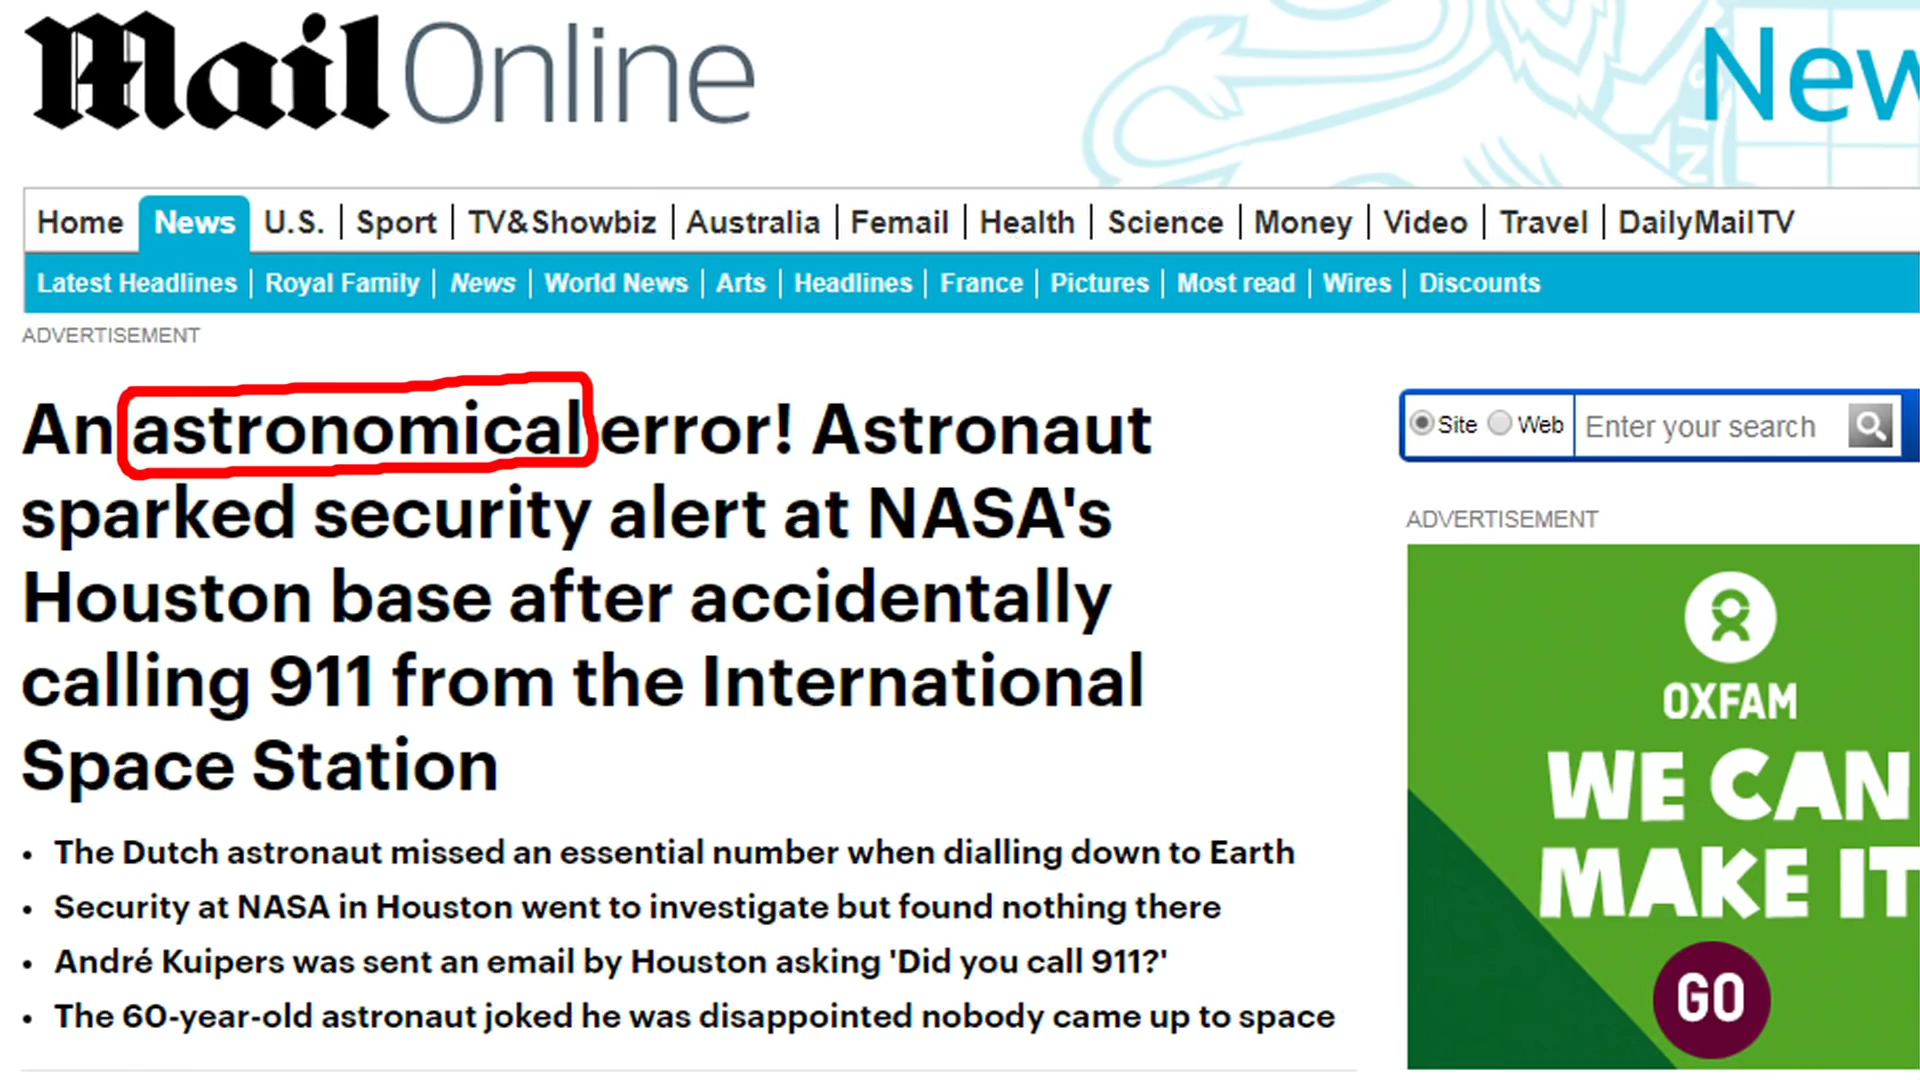 Mail Online
New
Home News U.S. Sport TV&Showbiz Australia Femail Health Science Money Video Travel DailyMailTV
Latest Headlines Royal Family News World News Arts Headlines France Pictures Most read Wires Discounts
ADVERTISEMENT
An astronomical error! Astronaut
sparked security alert at NASA's
Houston base after accidentally
calling 911 from the International
Space Station
• The Dutch astronaut missed an essential number when dialling down to Earth
• Security at NASA in Houston went to investigate but found nothing there
• André Kuipers was sent an email by Houston asking 'Did you call 911?'
• The 60-year-old astronaut joked he was disappointed nobody came up to space
Site Web Enter your search
ADVERTISEMENT
OXFAM
WE CAN
MAKE IT
GO